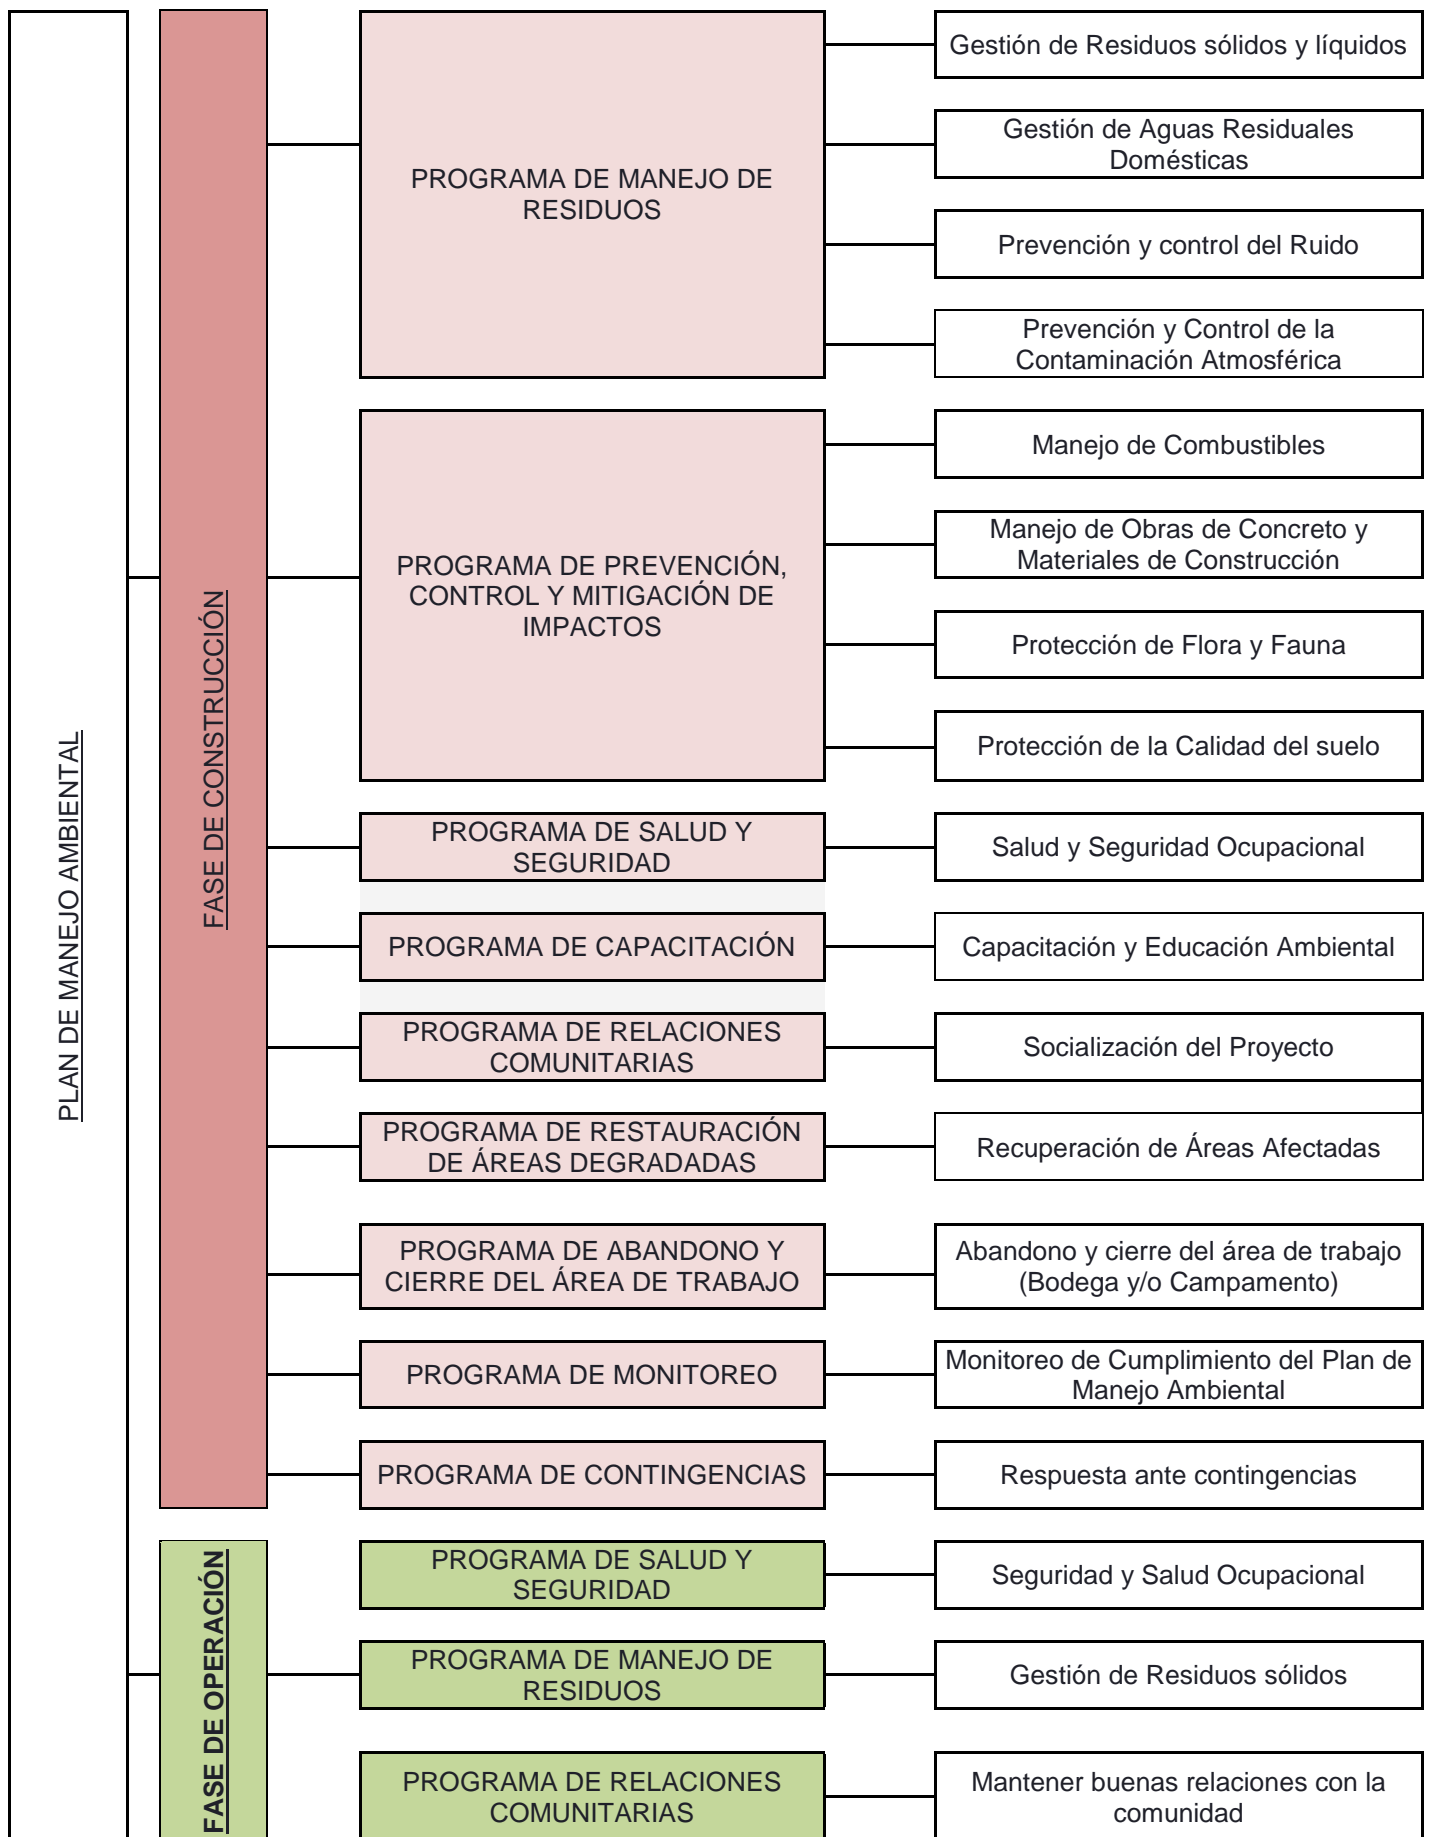 PLAN DE MANEJO AMBIENTAL
FASE DE CONSTRUCCIÓN
PROGRAMA DE MANEJO DE
RESIDUOS
Gestión de Residuos sólidos y líquidos
Gestión de Aguas Residuales
Domésticas
Prevención y control del Ruido
Prevención y Control de la
Contaminación Atmosférica
PROGRAMA DE PREVENCIÓN,
CONTROL Y MITIGACIÓN DE
IMPACTOS
Manejo de Combustibles
Manejo de Obras de Concreto y
Materiales de Construcción
Protección de Flora y Fauna
Protección de la Calidad del suelo
PROGRAMA DE SALUD Y
SEGURIDAD
Salud y Seguridad Ocupacional
PROGRAMA DE CAPACITACIÓN
Capacitación y Educación Ambiental
PROGRAMA DE RELACIONES
COMUNITARIAS
Socialización del Proyecto
PROGRAMA DE RESTAURACIÓN
DE ÁREAS DEGRADADAS
Recuperación de Áreas Afectadas
PROGRAMA DE ABANDONO Y
CIERRE DEL ÁREA DE TRABAJO
Abandono y cierre del área de trabajo
(Bodega y/o Campamento)
PROGRAMA DE MONITOREO
Monitoreo de Cumplimiento del Plan de
Manejo Ambiental
PROGRAMA DE CONTINGENCIAS
Respuesta ante contingencias
FASE DE OPERACIÓN
PROGRAMA DE SALUD Y
SEGURIDAD
Seguridad y Salud Ocupacional
PROGRAMA DE MANEJO DE
RESIDUOS
Gestión de Residuos sólidos
PROGRAMA DE RELACIONES
COMUNITARIAS
Mantener buenas relaciones con la
comunidad